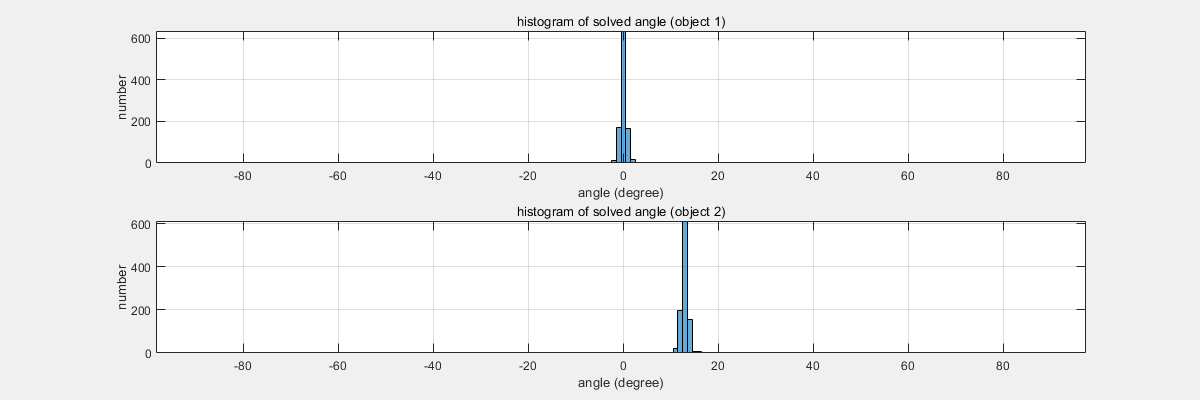 histogram of solved angle (object 1)
number
600
400
200
0
-80 -60 -40 -20 0 20 40 60 80
angle (degree)
histogram of solved angle (object 2)
number
600
400
200
0
-80 -60 -40 -20 0 20 40 60 80
angle (degree)